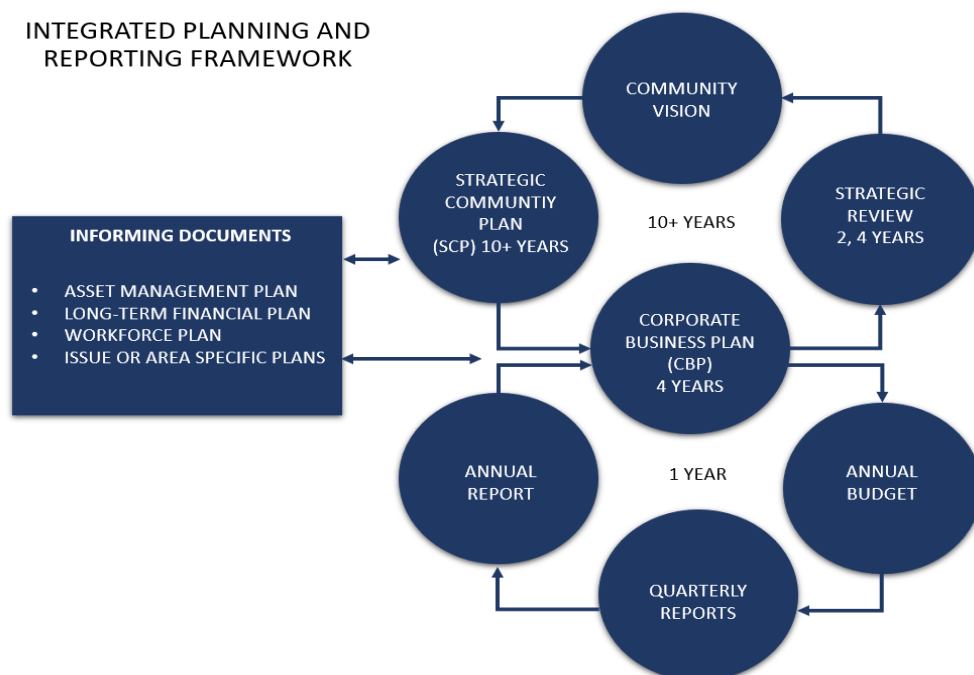 INTEGRATED PLANNING AND
REPORTING FRAMEWORK
COMMUNITY
VISION
STRATEGIC
COMMUNTIY
PLAN
(SCP) 10+ YEARS
10+ YEARS
STRATEGIC
REVIEW
2, 4 YEARS
INFORMING DOCUMENTS
• ASSET MANAGEMENT PLAN
• LONG-TERM FINANCIAL PLAN
• WORKFORCE PLAN
• ISSUE OR AREA SPECIFIC PLANS
CORPORATE
BUSINESS PLAN
(CBP)
4 YEARS
ANNUAL
REPORT
1 YEAR
ANNUAL
BUDGET
QUARTERLY
REPORTS